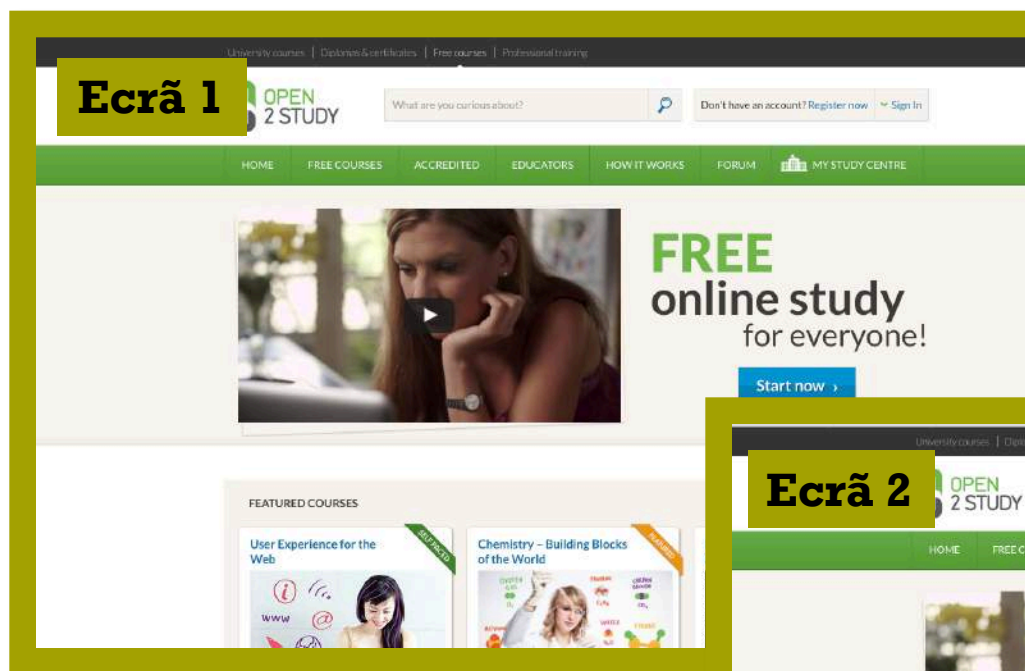 University courses | Diplomas & certificates | Free courses | Professional training
Ecrã 1
OPEN
2 STUDY
What are you curious about?
Don't have an account? Register now
Sign In
HOME FREE COURSES ACCREDITED EDUCATORS HOW IT WORKS FORUM MY STUDY CENTRE
FREE
online study
for everyone!
Start now ›
FEATURED COURSES
User Experience for the
Web
SELF PACED
www
@
Chemistry – Building Blocks
of the World
FEATURED
University courses |
Ecrã 2
OPEN
2 STUDY
HOME